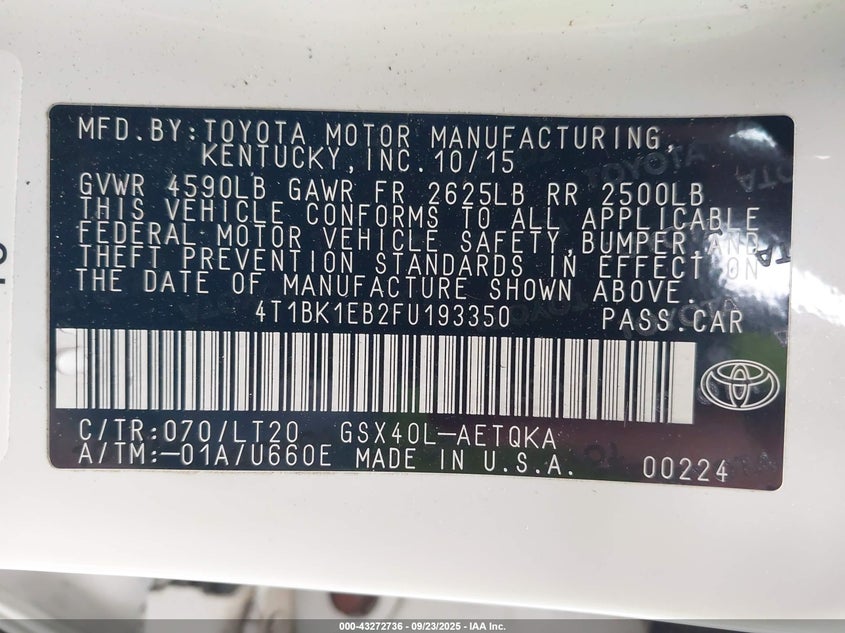 MFD.BY:TOYOTA MOTOR MANUFACTURING,
KENTUCKY,INC.10/15
GVWR 4590LB GAWR FR 2625LB RR 2500LB
THIS VEHICLE CONFORMS TO ALL APPLICABLE
FEDERAL MOTOR VEHICLE SAFETY,BUMPER,AND
THEFT PREVENTION STANDARDS IN EFFECT ON
THE DATE OF MANUFACTURE SHOWN ABOVE.
4T1BK1EB2FU193350 PASS.CAR
C/TR:070/LT20 GSX40L-AETQKA
A/TM:-01A/U660E MADE IN U.S.A. 00224
000-43272736 - 09/23/2025 - IAA Inc.